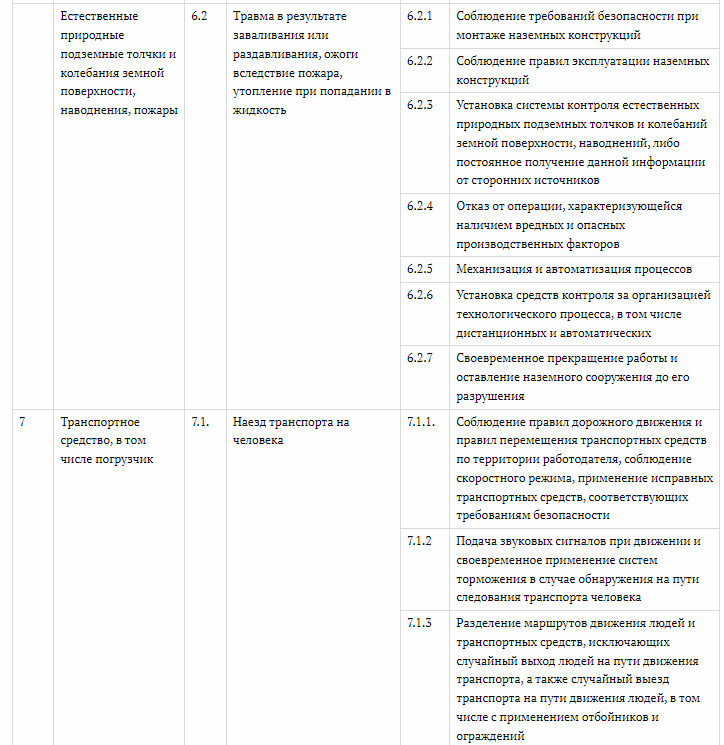 Естественные
природные
подземные толчки и
колебания земной
поверхности,
наводнения, пожары
6.2
Травма в результате
заваливания или
раздавливания, ожоги
вследствие пожара,
утопление при попадании в
жидкость
6.2.1
Соблюдение требований безопасности при
монтаже наземных конструкций
6.2.2
Соблюдение правил эксплуатации наземных
конструкций
6.2.3
Установка системы контроля естественных
природных подземных толчков и колебаний
земной поверхности, наводнений, либо
постоянное получение данной информации
от сторонних источников
6.2.4
Отказ от операции, характеризующейся
наличием вредных и опасных
производственных факторов
6.2.5
Механизация и автоматизация процессов
6.2.6
Установка средств контроля за организацией
технологического процесса, в том числе
дистанционных и автоматических
6.2.7
Своевременное прекращение работы и
оставление наземного сооружения до его
разрушения
7
Транспортное
средство, в том
числе погрузчик
7.1.
Наезд транспорта на
человека
7.1.1.
Соблюдение правил дорожного движения и
правил перемещения транспортных средств
по территории работодателя, соблюдение
скоростного режима, применение исправных
транспортных средств, соответствующих
требованиям безопасности
7.1.2
Подача звуковых сигналов при движении и
своевременное применение систем
торможения в случае обнаружения на пути
следования транспорта человека
7.1.3
Разделение маршрутов движения людей и
транспортных средств, исключающих
случайный выход людей на пути движения
транспорта, а также случайный выезд
транспорта на пути движения людей, в том
числе с применением отбойников и
ограждений